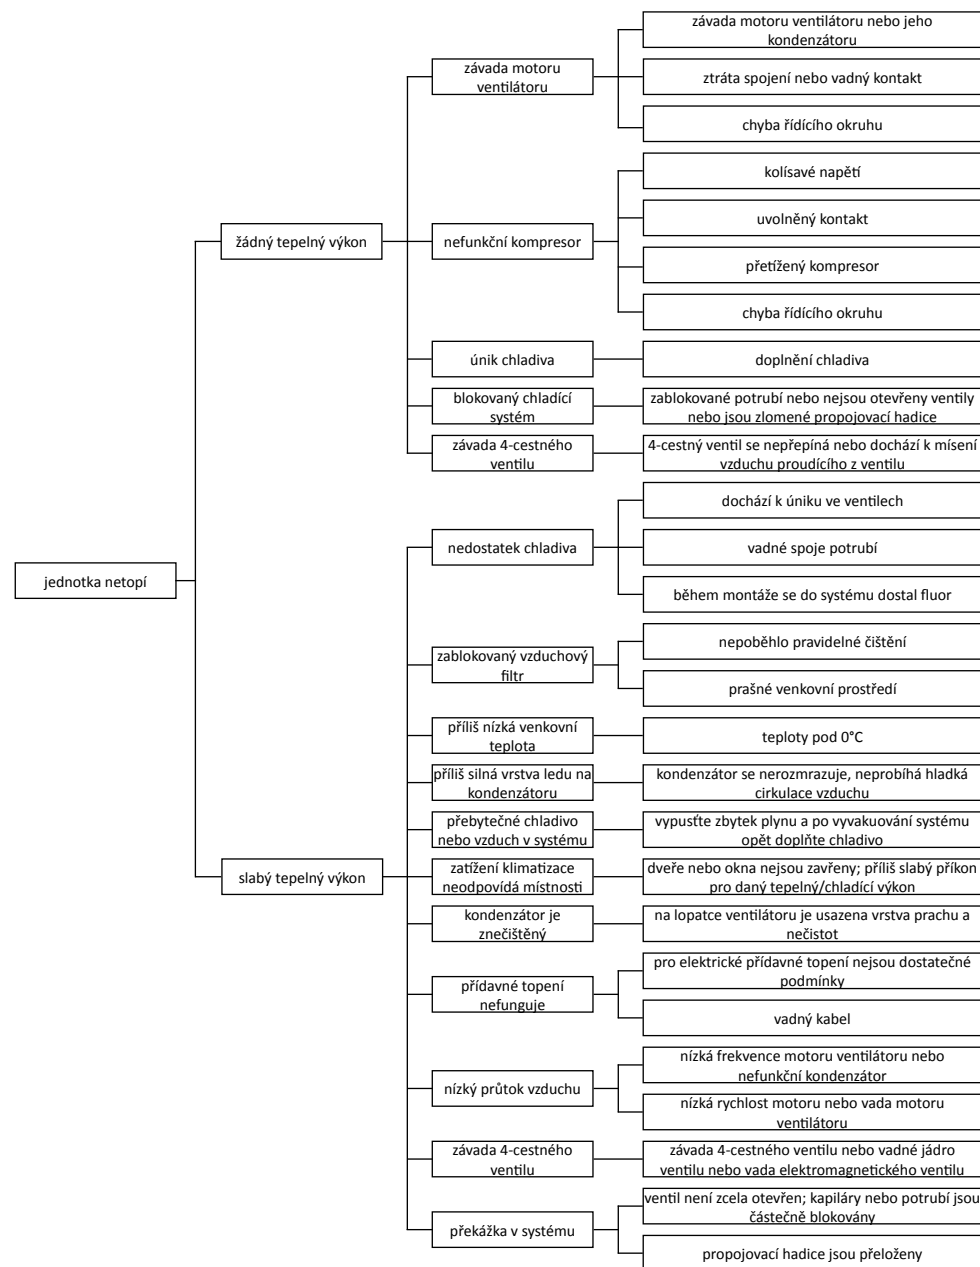 jednotka netopí
žádný tepelný výkon
závada motoru
ventilátoru
závada motoru ventilátoru nebo jeho
kondenzátoru
ztráta spojení nebo vadný kontakt
chyba řídícího okruhu
nefunkční kompresor
kolísavé napětí
uvolněný kontakt
přetížený kompresor
chyba řídícího okruhu
únik chladiva
doplnění chladiva
blokovaný chladící
systém
zablokované potrubí nebo nejsou otevřeny ventily
nebo jsou zlomené propojovací hadice
závada 4-cestného
ventilu
4-cestný ventil se nepřepíná nebo dochází k mísení
vzduchu proudícího z ventilu
slabý tepelný výkon
nedostatek chladiva
dochází k úniku ve ventilech
vadné spoje potrubí
během montáže se do systému dostal fluor
zablokovaný vzduchový
filtr
nepoběhlo pravidelné čištění
prašné venkovní prostředí
příliš nízká venkovní
teplota
teploty pod 0°C
příliš silná vrstva ledu na
kondenzátoru
kondenzátor se nerozmrazuje, neprobíhá hladká
cirkulace vzduchu
přebytečné chladivo
nebo vzduch v systému
vypusťte zbytek plynu a po vyvakuování systému
opět doplňte chladivo
zatížení klimatizace
neodpovídá místnosti
dveře nebo okna nejsou zavřeny; příliš slabý příkon
pro daný tepelný/chladící výkon
kondenzátor je
znečištěný
na lopatce ventilátoru je usazena vrstva prachu a
nečistot
přídavné topení
nefunguje
pro elektrické přídavné topení nejsou dostatečné
podmínky
vadný kabel
nízký průtok vzduchu
nízká frekvence motoru ventilátoru nebo
nefunkční kondenzátor
nízká rychlost motoru nebo vada motoru
ventilátoru
závada 4-cestného
ventilu
závada 4-cestného ventilu nebo vadné jádro
ventilu nebo vada elektromagnetického ventilu
překážka v systému
ventil není zcela otevřen; kapiláry nebo potrubí jsou
částečně blokovány
propojovací hadice jsou přeloženy